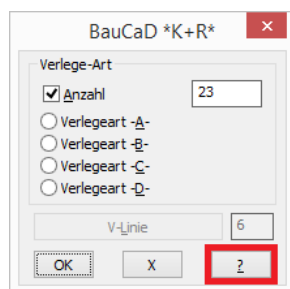 BauCaD *K+R*
×
Verlege-Art
Anzahl 23
Verlegeart -A-
Verlegeart -B-
Verlegeart -C-
Verlegeart -D-
V-Linie 6
OK X ?